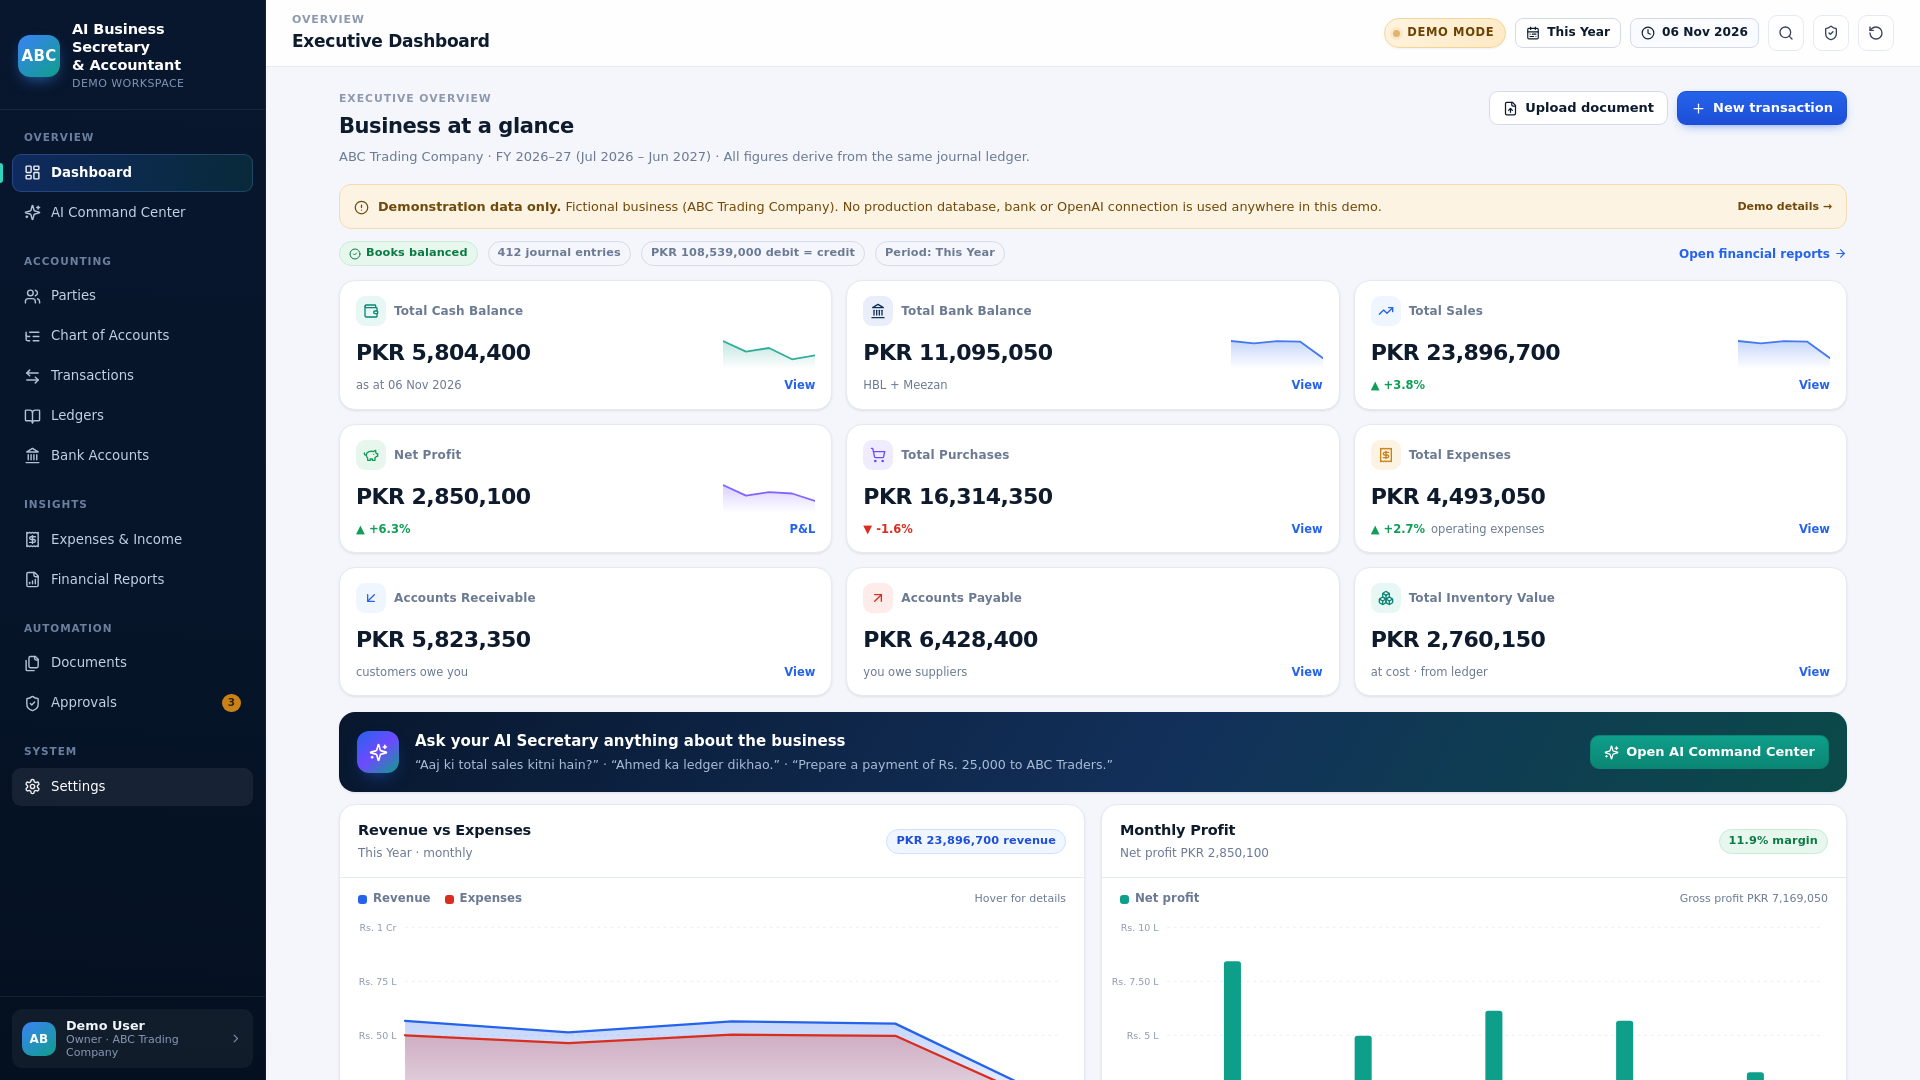 ABC
AI Business
Secretary
& Accountant
DEMO WORKSPACE
OVERVIEW
Dashboard
AI Command Center
ACCOUNTING
Parties
Chart of Accounts
Transactions
Ledgers
Bank Accounts
INSIGHTS
Expenses & Income
Financial Reports
AUTOMATION
Documents
Approvals
3
SYSTEM
Settings
AB
Demo User
Owner · ABC Trading
Company
OVERVIEW
Executive Dashboard
DEMO MODE
This Year
06 Nov 2026
EXECUTIVE OVERVIEW
Business at a glance
ABC Trading Company · FY 2026–27 (Jul 2026 – Jun 2027) · All figures derive from the same journal ledger.
Upload document
New transaction
Demonstration data only. Fictional business (ABC Trading Company). No production database, bank or OpenAI connection is used anywhere in this demo.
Demo details →
Books balanced
412 journal entries
PKR 108,539,000 debit = credit
Period: This Year
Open financial reports →
Total Cash Balance
PKR 5,804,400
as at 06 Nov 2026
View
Total Bank Balance
PKR 11,095,050
HBL + Meezan
View
Total Sales
PKR 23,896,700
▲ +3.8%
View
Net Profit
PKR 2,850,100
▲ +6.3%
P&L
Total Purchases
PKR 16,314,350
▼ -1.6%
View
Total Expenses
PKR 4,493,050
▲ +2.7% operating expenses
View
Accounts Receivable
PKR 5,823,350
customers owe you
View
Accounts Payable
PKR 6,428,400
you owe suppliers
View
Total Inventory Value
PKR 2,760,150
at cost · from ledger
View
Ask your AI Secretary anything about the business
“Aaj ki total sales kitni hain?” · “Ahmed ka ledger dikhao.” · “Prepare a payment of Rs. 25,000 to ABC Traders.”
Open AI Command Center
Revenue vs Expenses
This Year · monthly
PKR 23,896,700 revenue
Revenue
Expenses
Hover for details
Rs. 1 Cr
Rs. 75 L
Rs. 50 L
Monthly Profit
Net profit PKR 2,850,100
11.9% margin
Net profit
Gross profit PKR 7,169,050
Rs. 10 L
Rs. 7.50 L
Rs. 5 L